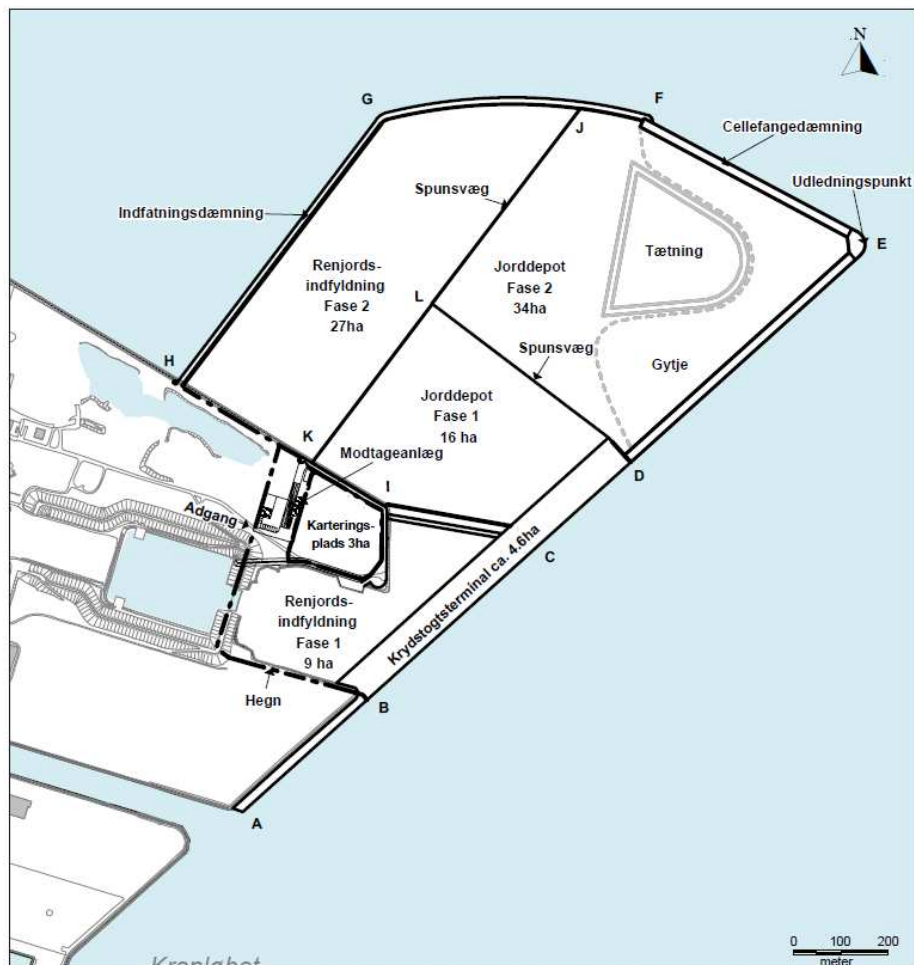 .N
G
F
Cellefangedæmning
J
Udledningspunkt
Spunsvæg
E
Indfatningsdæmning
Tætning
Renjords-
indfyldning
Fase 2
27ha
Jorddepot
Fase 2
34ha
L
Spunsvæg
Gytje
H
Jorddepot
Fase 1
16 ha
K
Modtageanlæg
D
I
Adgang
Karterings-
plads 3ha
C
Krydstogtsterminal ca. 4.6ha
Renjords-
indfyldning
Fase 1
9 ha
Hegn
B
A
0 100 200
meter
Kronløbet